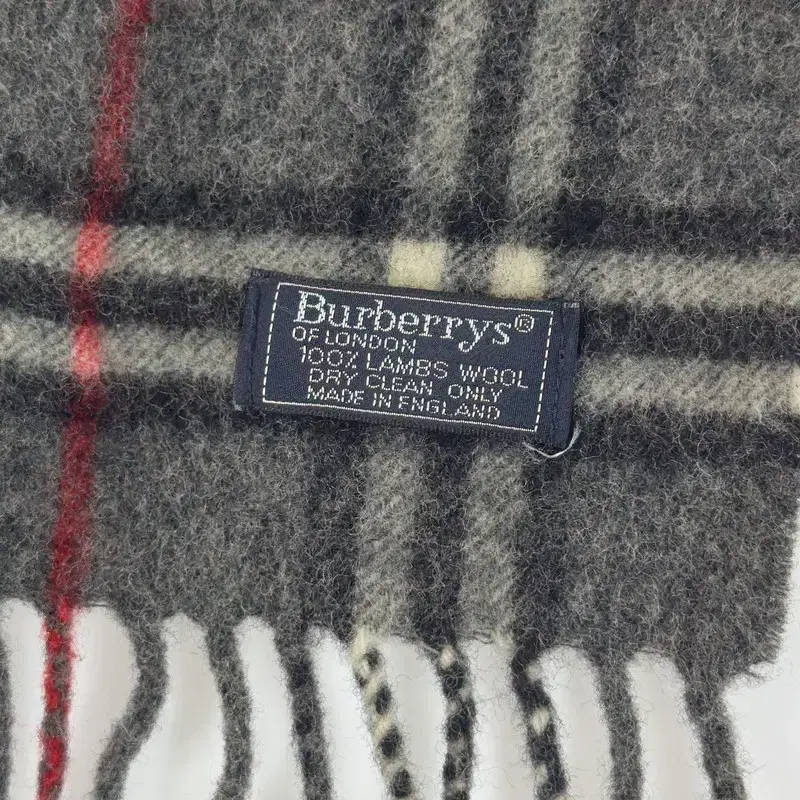 Burberrys®
OF LONDON
100% LAMBS WOOL
DRY CLEAN ONLY
MADE IN ENGLAND